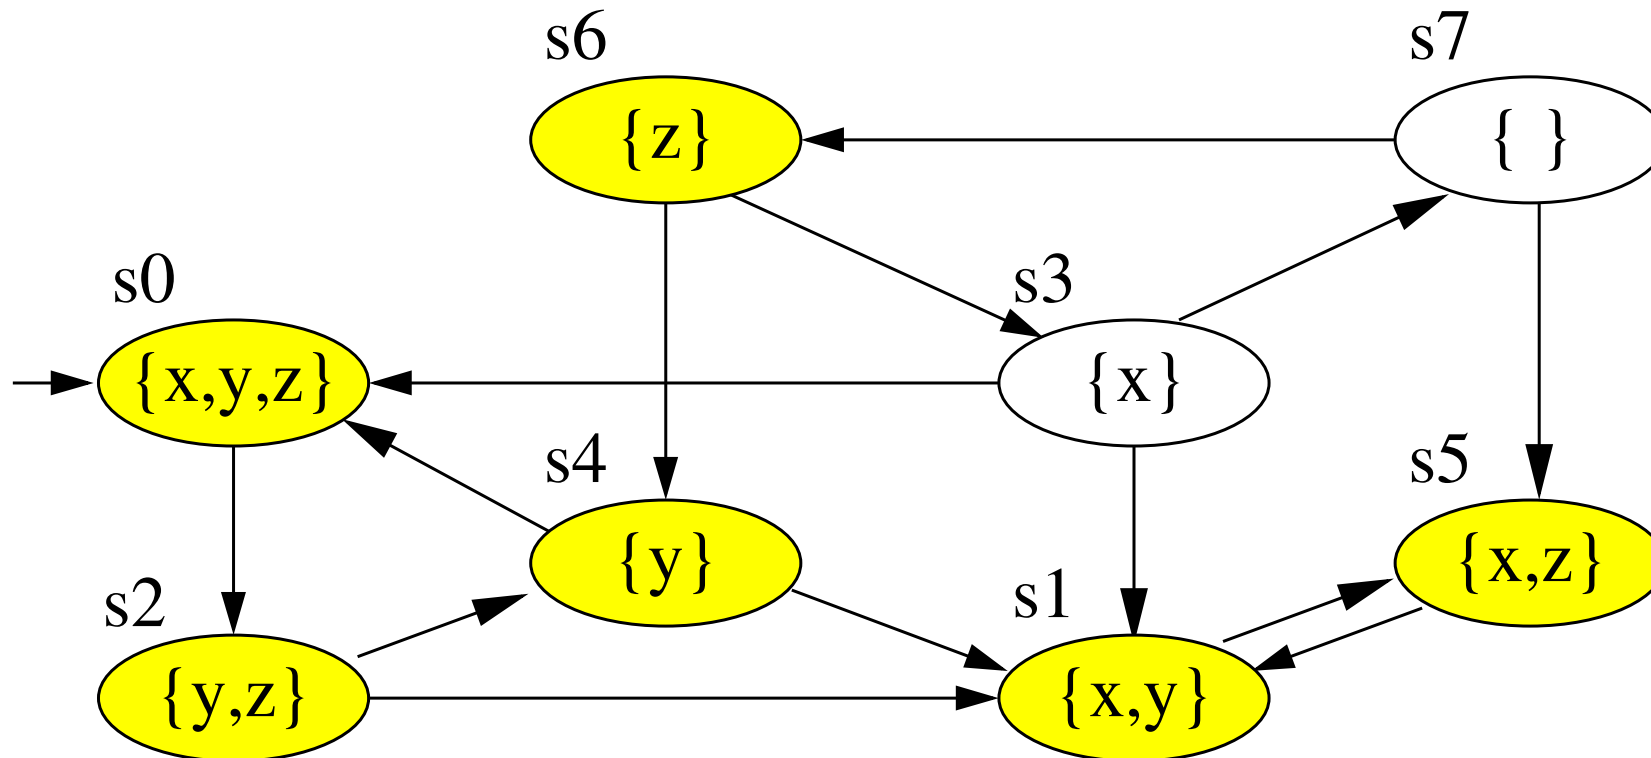 s6
s7
{z}
{ }
s0
s3
{x,y,z}
{x}
s4
s5
{y}
{x,z}
s2
s1
{y,z}
{x,y}